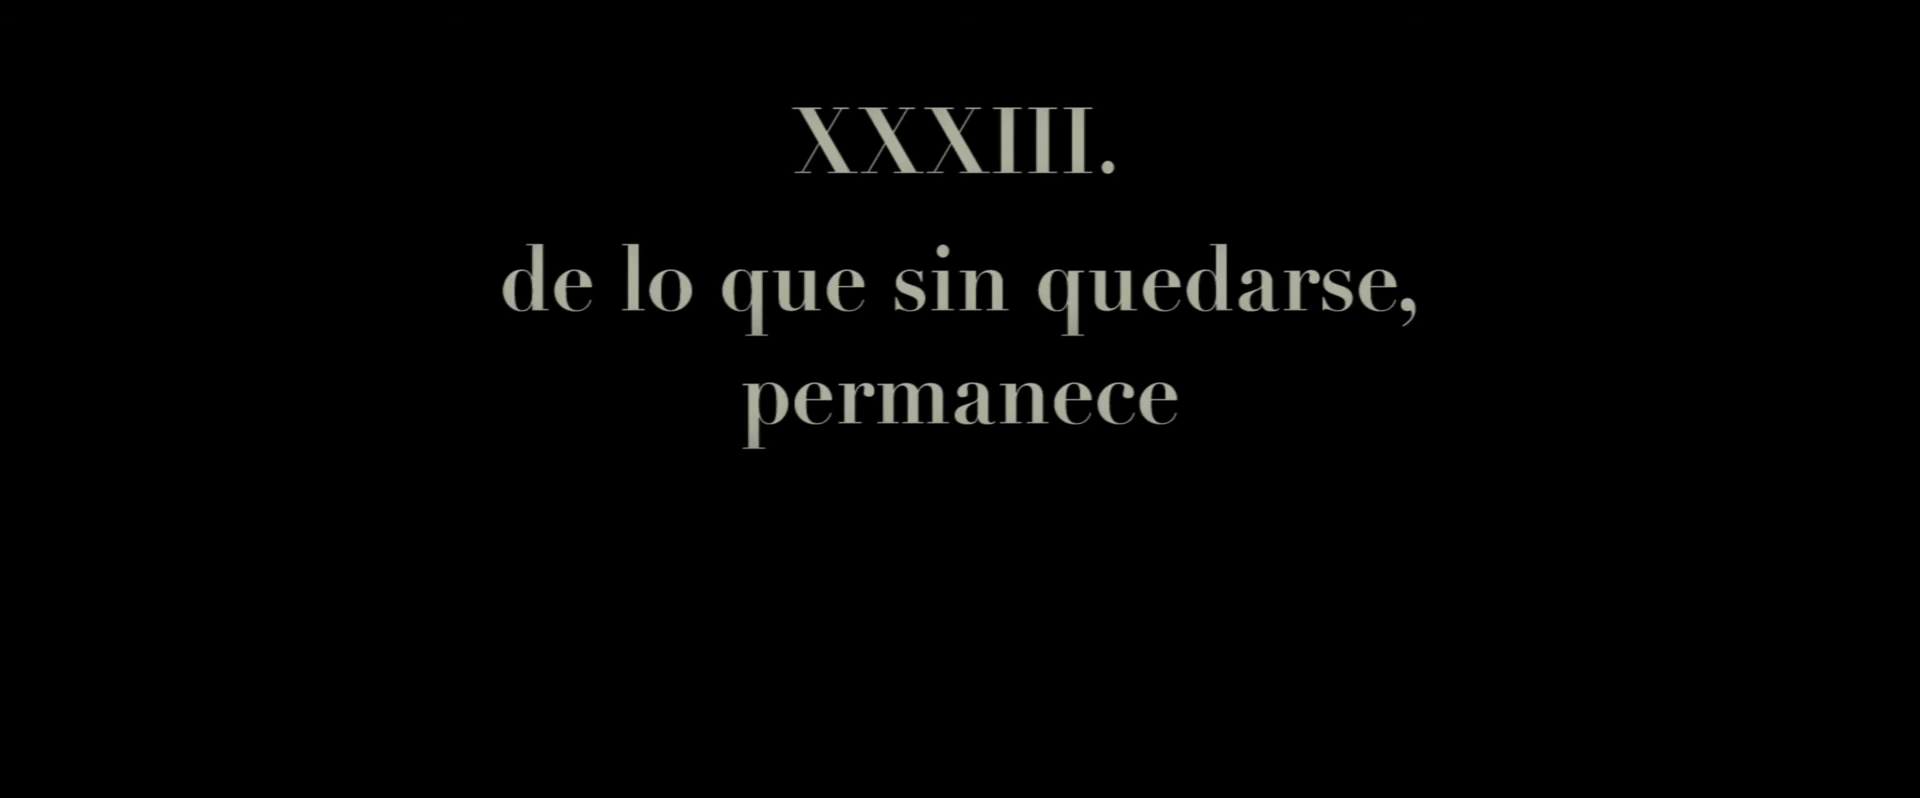 XXXIII.
de lo que sin quedarse,
permanece